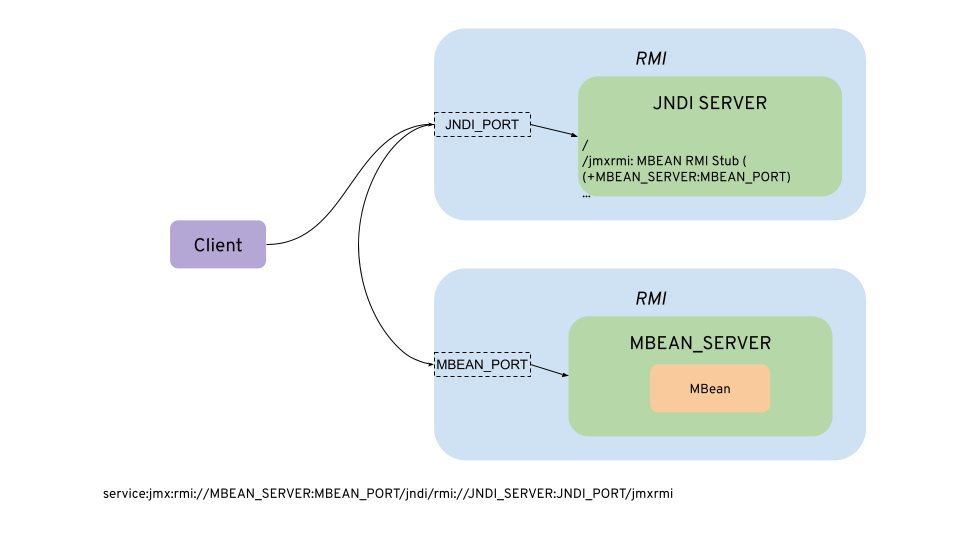 RMI
JNDI SERVER
JNDI_PORT
/
/jmxrmi: MBEAN RMI Stub (
(+MBEAN_SERVER:MBEAN_PORT)
...
Client
RMI
MBEAN_SERVER
MBEAN_PORT
MBean
service:jmx:rmi://MBEAN_SERVER:MBEAN_PORT/jndi/rmi://JNDI_SERVER:JNDI_PORT/jmxrmi